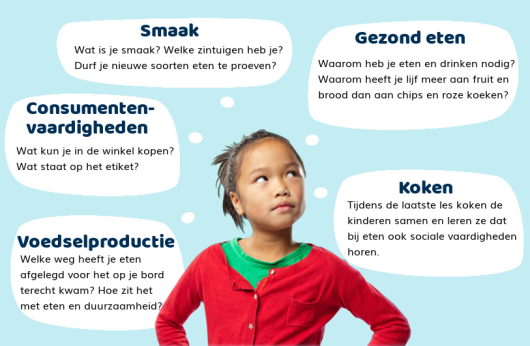 Smaak
Wat is je smaak? Welke zintuigen heb je?
Durf je nieuwe soorten eten te proeven?
Gezond eten
Waarom heb je eten en drinken nodig?
Waarom heeft je lijf meer aan fruit en
brood dan aan chips en roze koeken?
Consumenten-
vaardigheden
Wat kun je in de winkel kopen?
Wat staat op het etiket?
Koken
Tijdens de laatste les koken de
kinderen samen en leren ze dat
bij eten ook sociale vaardigheden
horen.
Voedselproductie
Welke weg heeft je eten
afgelegd voor het op je bord
terecht kwam? Hoe zit het
met eten en duurzaamheid?